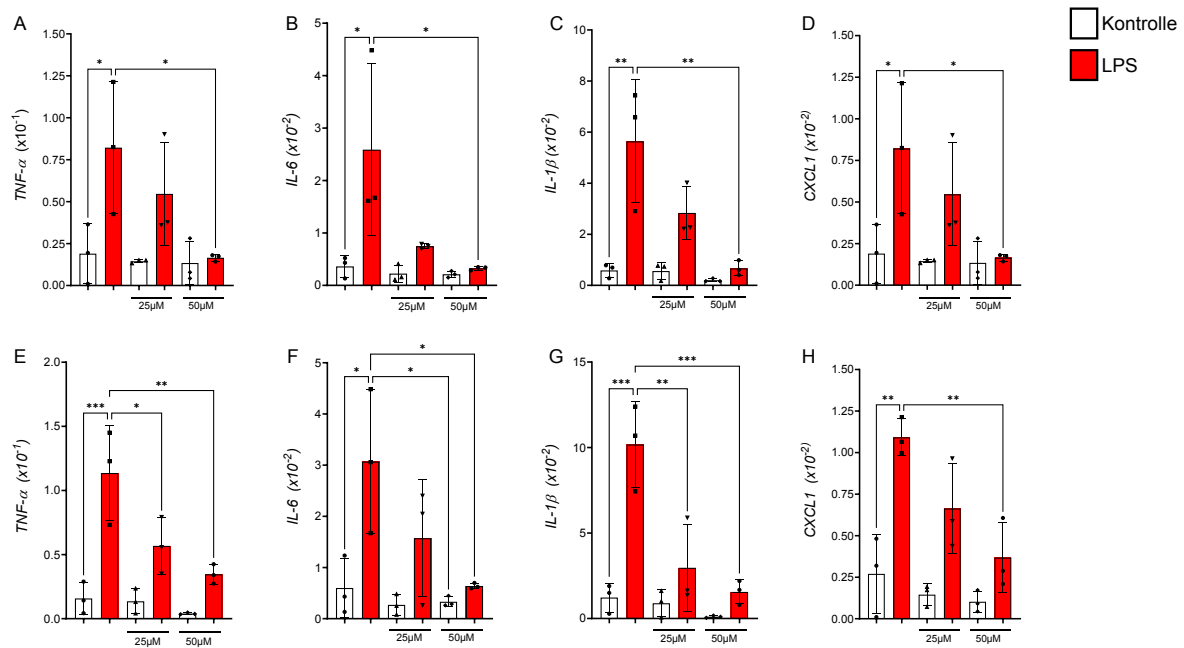 Kontrolle
LPS
A
TNF-α (x10⁻¹)
1.50
1.25
1.00
0.75
0.50
0.25
0.00
* *
25µM 50µM
B
IL-6 (x10⁻²)
5
4
3
2
1
0
* *
25µM 50µM
C
IL-1β (x10⁻²)
10
8
6
4
2
0
** **
25µM 50µM
D
CXCL1 (x10⁻²)
1.50
1.25
1.00
0.75
0.50
0.25
0.00
* *
25µM 50µM
E
TNF-α (x10⁻¹)
2.0
1.5
1.0
0.5
0.0
**
*** *
25µM 50µM
F
IL-6 (x10⁻²)
5
4
3
2
1
0
*
* *
25µM 50µM
G
IL-1β (x10⁻²)
15
10
5
0
***
*** **
25µM 50µM
H
CXCL1 (x10⁻²)
1.50
1.25
1.00
0.75
0.50
0.25
0.00
** **
25µM 50µM